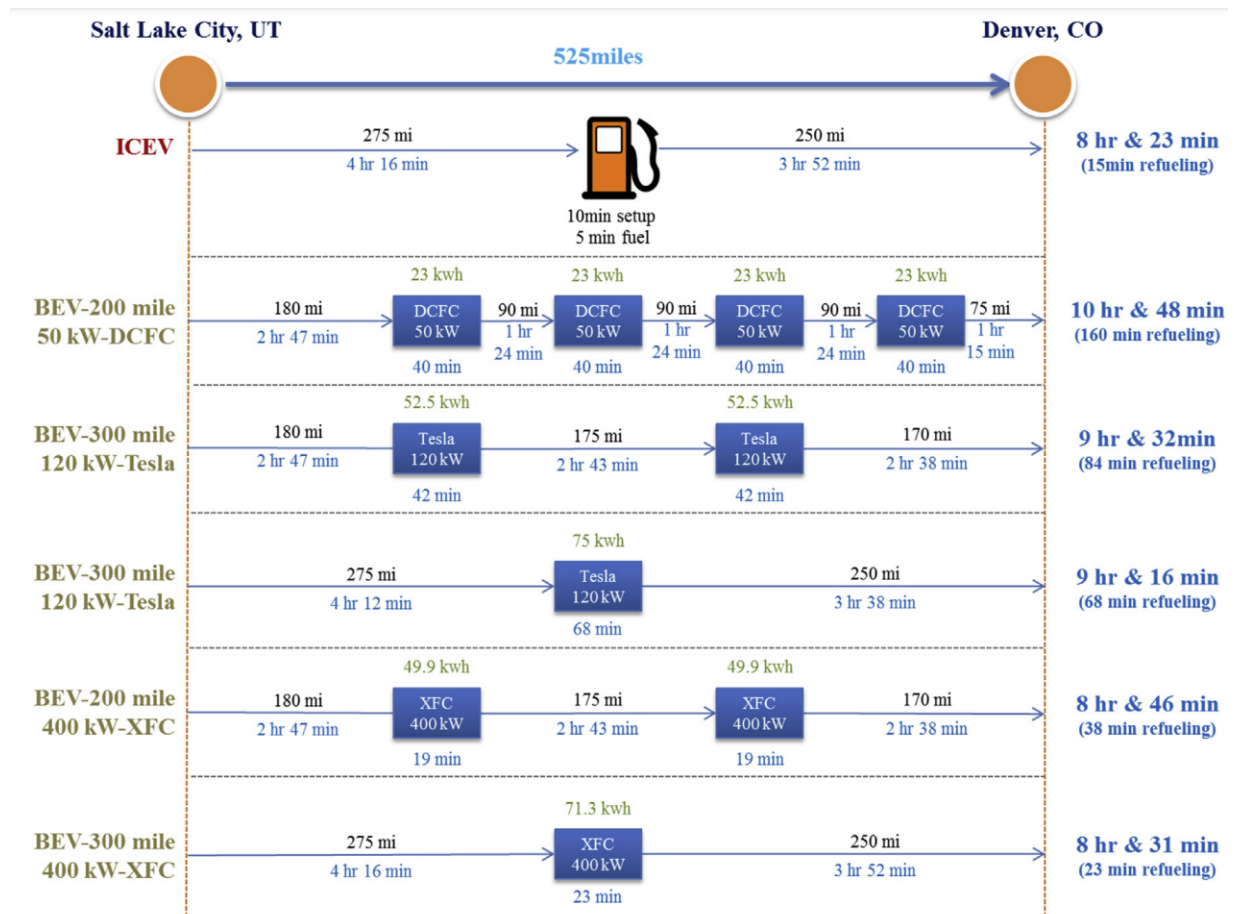 Salt Lake City, UT
Denver, CO
525miles
ICEV
275 mi
4 hr 16 min
10min setup
5 min fuel
250 mi
3 hr 52 min
8 hr & 23 min
(15min refueling)
BEV-200 mile
50 kW-DCFC
180 mi
2 hr 47 min
23 kwh
DCFC
50 kW
40 min
90 mi
1 hr
24 min
23 kwh
DCFC
50 kW
40 min
90 mi
1 hr
24 min
23 kwh
DCFC
50 kW
40 min
90 mi
1 hr
24 min
23 kwh
DCFC
50 kW
40 min
75 mi
1 hr
15 min
10 hr & 48 min
(160 min refueling)
BEV-300 mile
120 kW-Tesla
180 mi
2 hr 47 min
52.5 kwh
Tesla
120 kW
42 min
175 mi
2 hr 43 min
52.5 kwh
Tesla
120 kW
42 min
170 mi
2 hr 38 min
9 hr & 32min
(84 min refueling)
BEV-300 mile
120 kW-Tesla
275 mi
4 hr 12 min
75 kwh
Tesla
120 kW
68 min
250 mi
3 hr 38 min
9 hr & 16 min
(68 min refueling)
BEV-200 mile
400 kW-XFC
180 mi
2 hr 47 min
49.9 kwh
XFC
400 kW
19 min
175 mi
2 hr 43 min
49.9 kwh
XFC
400 kW
19 min
170 mi
2 hr 38 min
8 hr & 46 min
(38 min refueling)
BEV-300 mile
400 kW-XFC
275 mi
4 hr 16 min
71.3 kwh
XFC
400 kW
23 min
250 mi
3 hr 52 min
8 hr & 31 min
(23 min refueling)